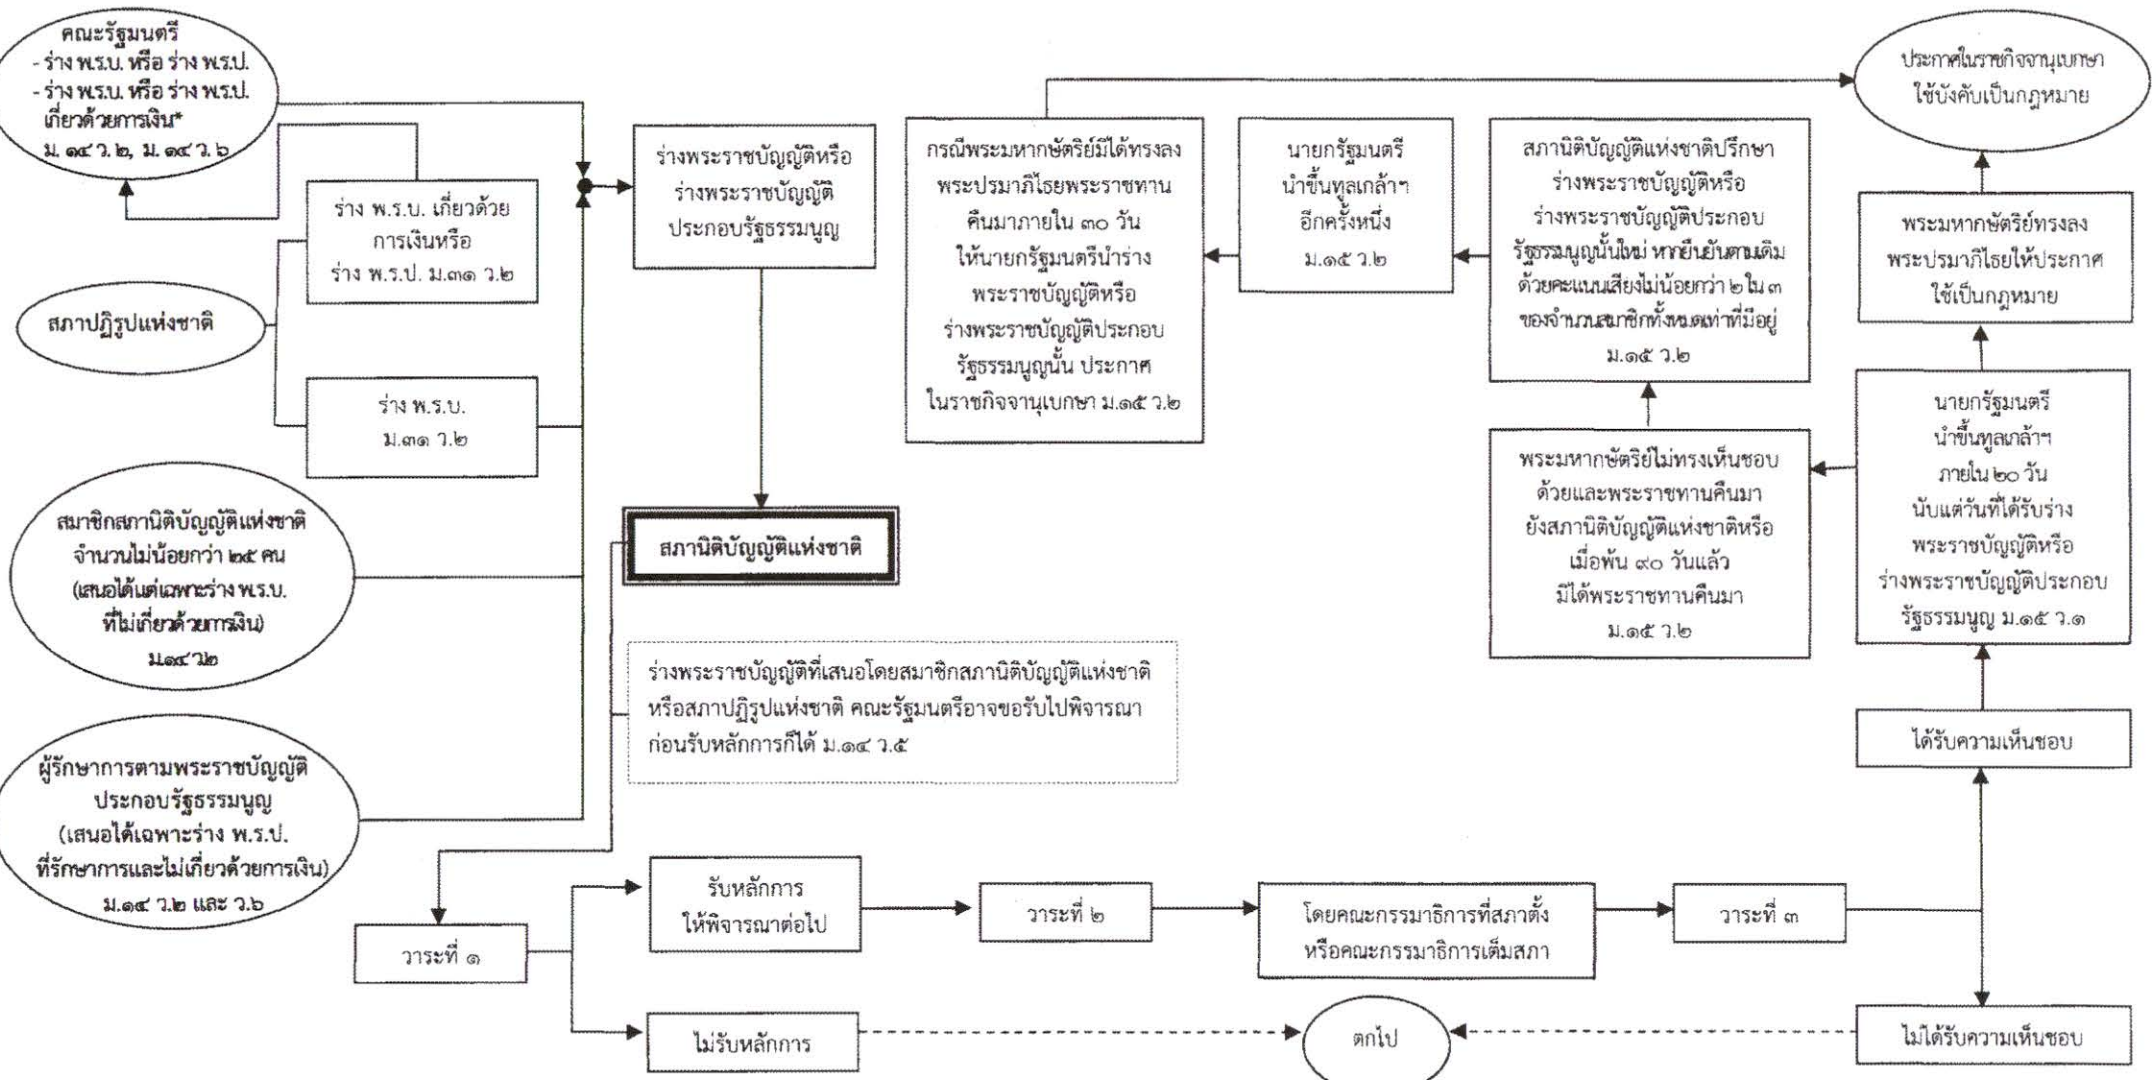 คณะรัฐมนตรี
- ร่าง พ.ร.บ. หรือ ร่าง พ.ร.ป.
- ร่าง พ.ร.บ. หรือ ร่าง พ.ร.ป.
เกี่ยวด้วยการเงิน*
ม. ๑๔ ว. ๒, ม. ๑๔ ว. ๖
ร่าง พ.ร.บ. เกี่ยวด้วย
การเงินหรือ
ร่าง พ.ร.ป. ม.๓๑ ว.๒
สภาปฏิรูปแห่งชาติ
ร่าง พ.ร.บ.
ม.๓๑ ว.๒
สมาชิกสภานิติบัญญัติแห่งชาติ
จำนวนไม่น้อยกว่า ๒๕ คน
(เสนอได้แต่เฉพาะร่าง พ.ร.บ.
ที่ไม่เกี่ยวด้วยการเงิน)
ม.๑๔ ว๒
ผู้รักษาการตามพระราชบัญญัติ
ประกอบรัฐธรรมนูญ
(เสนอได้เฉพาะร่าง พ.ร.ป.
ที่รักษาการและไม่เกี่ยวด้วยการเงิน)
ม.๑๔ ว.๒ และ ว.๖
ร่างพระราชบัญญัติหรือ
ร่างพระราชบัญญัติ
ประกอบรัฐธรรมนูญ
สภานิติบัญญัติแห่งชาติ
ร่างพระราชบัญญัติที่เสนอโดยสมาชิกสภานิติบัญญัติแห่งชาติ
หรือสภาปฏิรูปแห่งชาติ คณะรัฐมนตรีอาจขอรับไปพิจารณา
ก่อนรับหลักการก็ได้ ม.๑๔ ว.๕
วาระที่ ๑
รับหลักการ
ให้พิจารณาต่อไป
ไม่รับหลักการ
วาระที่ ๒
โดยคณะกรรมาธิการที่สภาตั้ง
หรือคณะกรรมาธิการเต็มสภา
วาระที่ ๓
ตกไป
ไม่ได้รับความเห็นชอบ
ได้รับความเห็นชอบ
นายกรัฐมนตรี
นำขึ้นทูลเกล้าฯ
ภายใน ๒๐ วัน
นับแต่วันที่ได้รับร่าง
พระราชบัญญัติหรือ
ร่างพระราชบัญญัติประกอบ
รัฐธรรมนูญ ม.๑๕ ว.๑
พระมหากษัตริย์ทรงลง
พระปรมาภิไธยให้ประกาศ
ใช้เป็นกฎหมาย
ประกาศในราชกิจจานุเบกษา
ใช้บังคับเป็นกฎหมาย
พระมหากษัตริย์ไม่ทรงเห็นชอบ
ด้วยและพระราชทานคืนมา
ยังสภานิติบัญญัติแห่งชาติหรือ
เมื่อพ้น ๙๐ วันแล้ว
มิได้พระราชทานคืนมา
ม.๑๕ ว.๒
สภานิติบัญญัติแห่งชาติปรึกษา
ร่างพระราชบัญญัติหรือ
ร่างพระราชบัญญัติประกอบ
รัฐธรรมนูญนั้นใหม่ หากยืนยันตามเดิม
ด้วยคะแนนเสียงไม่น้อยกว่า ๒ ใน ๓
ของจำนวนสมาชิกทั้งหมดเท่าที่มีอยู่
ม.๑๕ ว.๒
นายกรัฐมนตรี
นำขึ้นทูลเกล้าฯ
อีกครั้งหนึ่ง
ม.๑๕ ว.๒
กรณีพระมหากษัตริย์มิได้ทรงลง
พระปรมาภิไธยพระราชทาน
คืนมาภายใน ๓๐ วัน
ให้นายกรัฐมนตรีนำร่าง
พระราชบัญญัติหรือ
ร่างพระราชบัญญัติประกอบ
รัฐธรรมนูญนั้น ประกาศ
ในราชกิจจานุเบกษา ม.๑๕ ว.๒